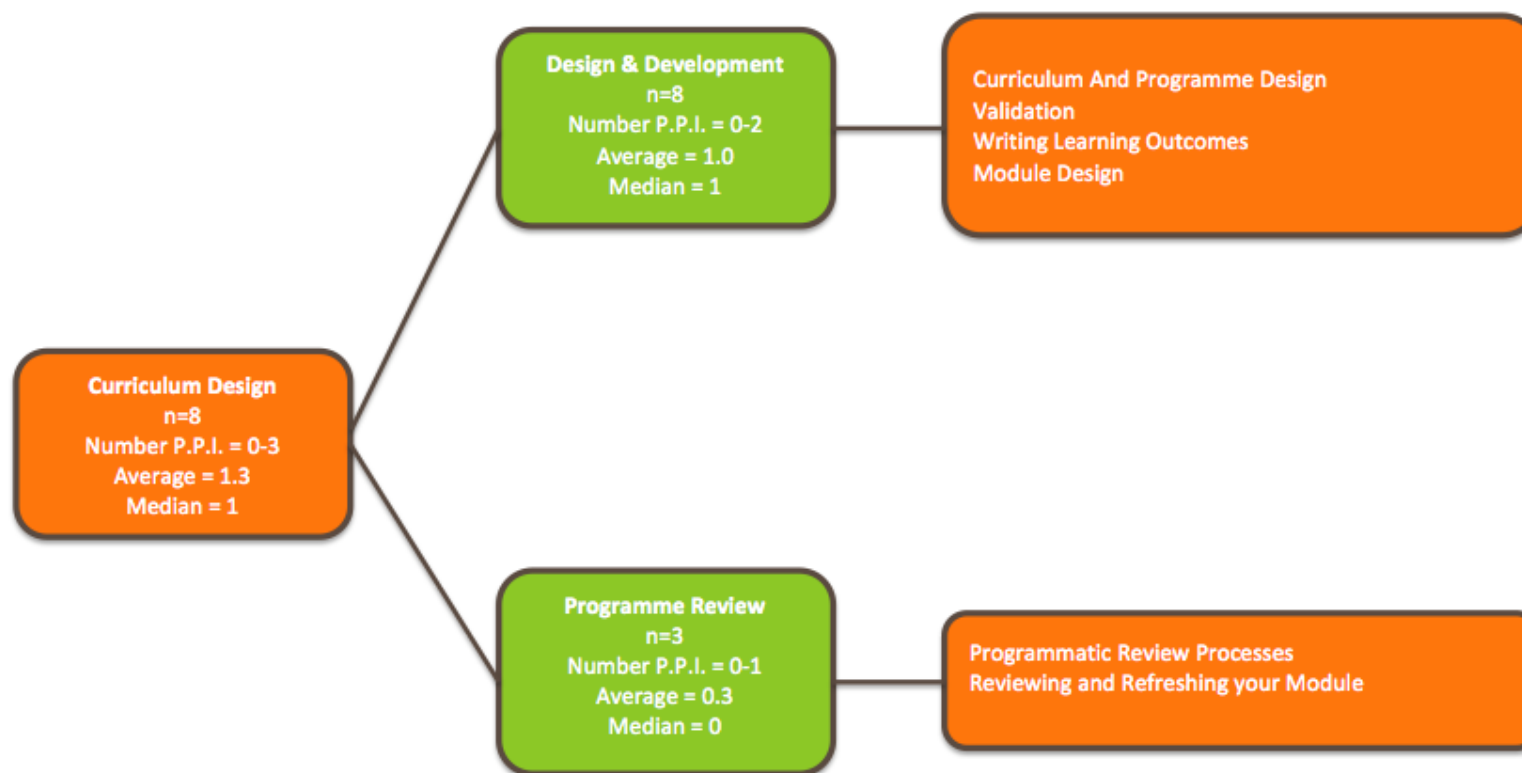 Curriculum Design
n=8
Number P.P.I. = 0-3
Average = 1.3
Median = 1
Design & Development
n=8
Number P.P.I. = 0-2
Average = 1.0
Median = 1
Curriculum And Programme Design
Validation
Writing Learning Outcomes
Module Design
Programme Review
n=3
Number P.P.I. = 0-1
Average = 0.3
Median = 0
Programmatic Review Processes
Reviewing and Refreshing your Module